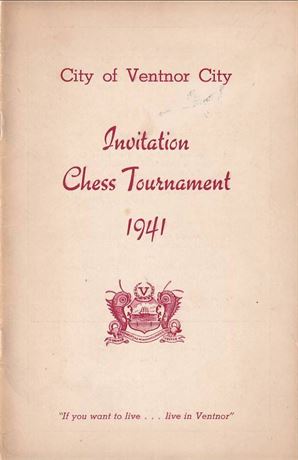 City of Ventnor City
Invitation
Chess Tournament
1941
V
"If you want to live . . . live in Ventnor"